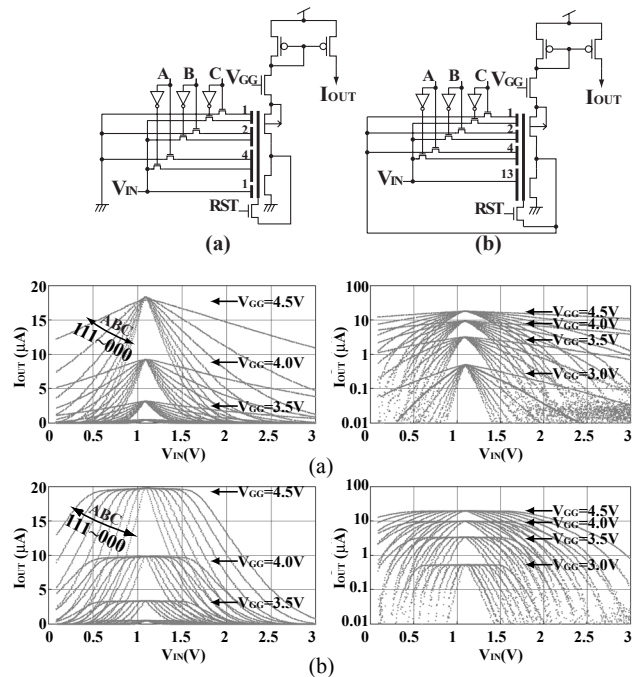 A B C
VGG
IOUT
1
2
4
1
VIN
RST
(a)
A B C
VGG
IOUT
1
2
4
13
VIN
RST
(b)
20
15
10
5
0
IOUT (μA)
ABC
111~000
VGG=4.5V
VGG=4.0V
VGG=3.5V
0 0.5 1 1.5 2 2.5 3
VIN(V)
100
10
1
0.1
0.01
IOUT (μA)
VGG=4.5V
VGG=4.0V
VGG=3.5V
VGG=3.0V
0 0.5 1 1.5 2 2.5 3
VIN(V)
(a)
20
15
10
5
0
IOUT (μA)
ABC
111~000
VGG=4.5V
VGG=4.0V
VGG=3.5V
0 0.5 1 1.5 2 2.5 3
VIN(V)
100
10
1
0.1
0.01
IOUT (μA)
VGG=4.5V
VGG=4.0V
VGG=3.5V
VGG=3.0V
0 0.5 1 1.5 2 2.5 3
VIN(V)
(b)